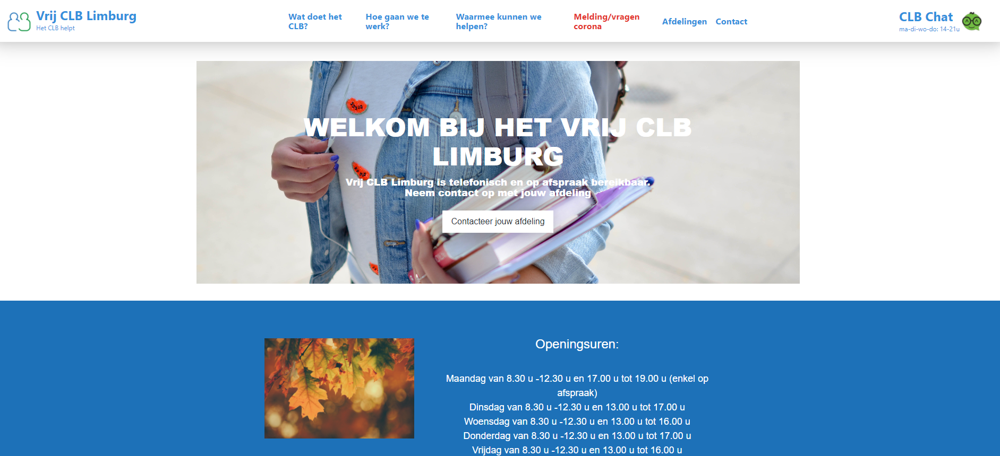 Vrij CLB Limburg
Het CLB helpt
Wat doet het
CLB?
Hoe gaan we te
werk?
Waarmee kunnen we
helpen?
Melding/vragen
corona
Afdelingen
Contact
CLB Chat
ma-di-wo-do: 14-21u
WELKOM BIJ HET VRIJ CLB
LIMBURG
Vrij CLB Limburg is telefonisch en op afspraak bereikbaar.
Neem contact op met jouw afdeling
Contacteer jouw afdeling
Openingsuren:
Maandag van 8.30 u -12.30 u en 17.00 u tot 19.00 u (enkel op
afspraak)
Dinsdag van 8.30 u -12.30 u en 13.00 u tot 17.00 u
Woensdag van 8.30 u -12.30 u en 13.00 u tot 16.00 u
Donderdag van 8.30 u -12.30 u en 13.00 u tot 17.00 u
Vrijdag van 8.30 u -12.30 u en 13.00 u tot 16.00 u